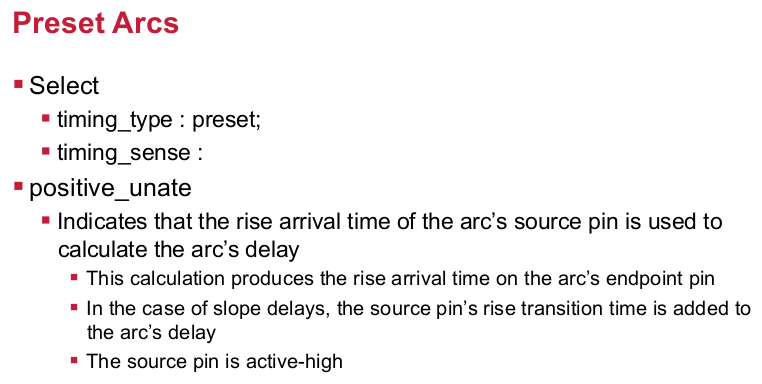 Preset Arcs
Select
timing_type : preset;
timing_sense :
positive_unate
Indicates that the rise arrival time of the arc’s source pin is used to
calculate the arc’s delay
This calculation produces the rise arrival time on the arc’s endpoint pin
In the case of slope delays, the source pin’s rise transition time is added to
the arc’s delay
The source pin is active-high